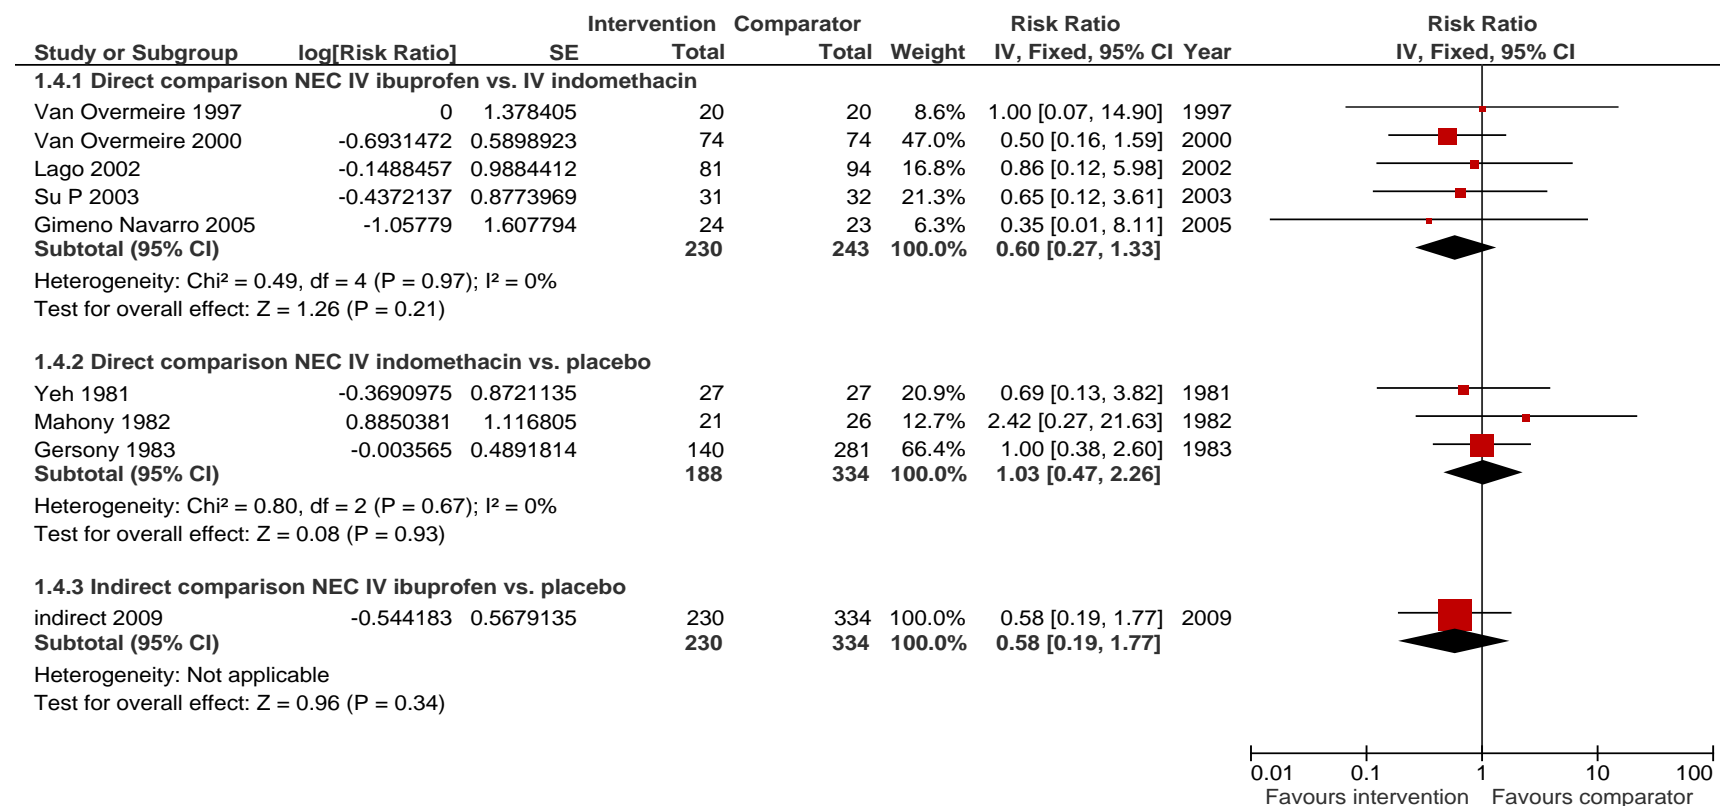 Intervention Comparator Risk Ratio Risk Ratio
Study or Subgroup log[Risk Ratio] SE Total Total Weight IV, Fixed, 95% CI Year IV, Fixed, 95% CI
1.4.1 Direct comparison NEC IV ibuprofen vs. IV indomethacin
Van Overmeire 1997 0 1.378405 20 20 8.6% 1.00 [0.07, 14.90] 1997
Van Overmeire 2000 -0.6931472 0.5898923 74 74 47.0% 0.50 [0.16, 1.59] 2000
Lago 2002 -0.1488457 0.9884412 81 94 16.8% 0.86 [0.12, 5.98] 2002
Su P 2003 -0.4372137 0.8773969 31 32 21.3% 0.65 [0.12, 3.61] 2003
Gimeno Navarro 2005 -1.05779 1.607794 24 23 6.3% 0.35 [0.01, 8.11] 2005
Subtotal (95% CI) 230 243 100.0% 0.60 [0.27, 1.33]
Heterogeneity: Chi² = 0.49, df = 4 (P = 0.97); I² = 0%
Test for overall effect: Z = 1.26 (P = 0.21)
1.4.2 Direct comparison NEC IV indomethacin vs. placebo
Yeh 1981 -0.3690975 0.8721135 27 27 20.9% 0.69 [0.13, 3.82] 1981
Mahony 1982 0.8850381 1.116805 21 26 12.7% 2.42 [0.27, 21.63] 1982
Gersony 1983 -0.003565 0.4891814 140 281 66.4% 1.00 [0.38, 2.60] 1983
Subtotal (95% CI) 188 334 100.0% 1.03 [0.47, 2.26]
Heterogeneity: Chi² = 0.80, df = 2 (P = 0.67); I² = 0%
Test for overall effect: Z = 0.08 (P = 0.93)
1.4.3 Indirect comparison NEC IV ibuprofen vs. placebo
indirect 2009 -0.544183 0.5679135 230 334 100.0% 0.58 [0.19, 1.77] 2009
Subtotal (95% CI) 230 334 100.0% 0.58 [0.19, 1.77]
Heterogeneity: Not applicable
Test for overall effect: Z = 0.96 (P = 0.34)
0.01 0.1 1 10 100
Favours intervention Favours comparator